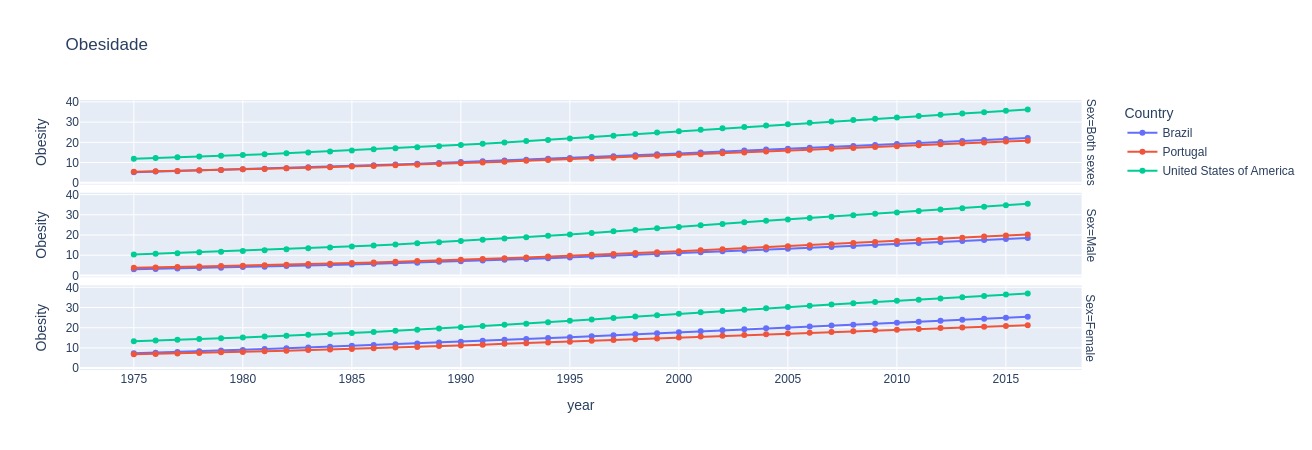 Obesidade
40
30
20
10
0
Obesity
Sex=Both sexes
40
30
20
10
0
Obesity
Sex=Male
40
30
20
10
0
Obesity
Sex=Female
1975 1980 1985 1990 1995 2000 2005 2010 2015
year
Country
Brazil
Portugal
United States of America